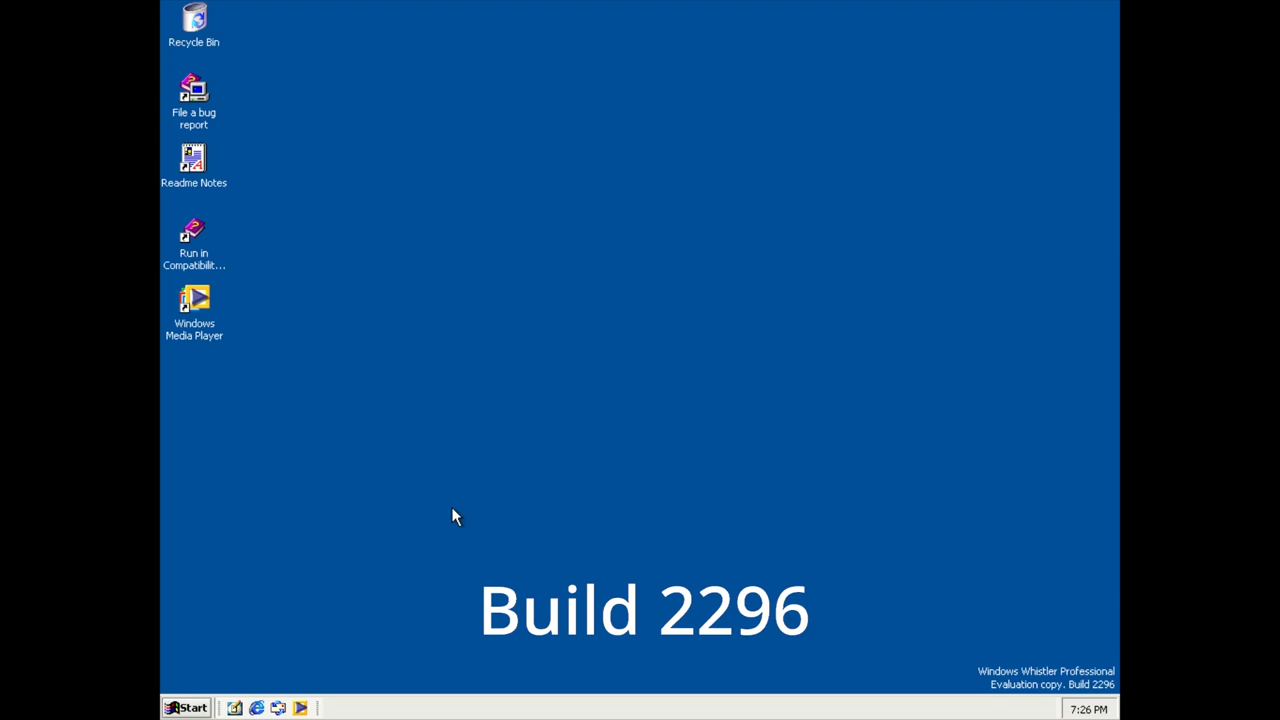 Recycle Bin
File a bug
report
Readme Notes
Run in
Compatibilit...
Windows
Media Player
Build 2296
Windows Whistler Professional
Evaluation copy. Build 2296
Start
7:26 PM